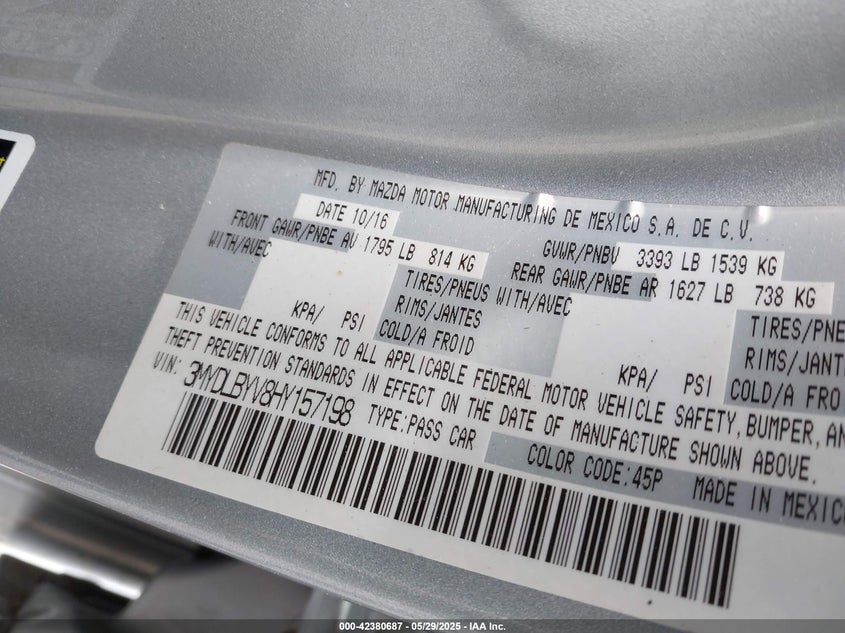 MFD. BY MAZDA MOTOR MANUFACTURING DE MEXICO S.A. DE C.V.
DATE 10/16
GVWR/PNBV 3393 LB 1539 KG
FRONT GAWR/PNBE AV 1795 LB 814 KG
REAR GAWR/PNBE AR 1627 LB 738 KG
WITH/AVEC
TIRES/PNEUS WITH/AVEC
TIRES/PNE
RIMS/JANTES
RIMS/JANTE
KPA/ PSI COLD/A FROID
KPA/ PSI COLD/A FRO
THIS VEHICLE CONFORMS TO ALL APPLICABLE FEDERAL MOTOR VEHICLE SAFETY, BUMPER, AN
THEFT PREVENTION STANDARDS IN EFFECT ON THE DATE OF MANUFACTURE SHOWN ABOVE.
VIN: 3MYDLBYV8HY157198 TYPE:PASS CAR
COLOR CODE:45P MADE IN MEXICO
000-42380687 - 05/29/2025 - IAA Inc.